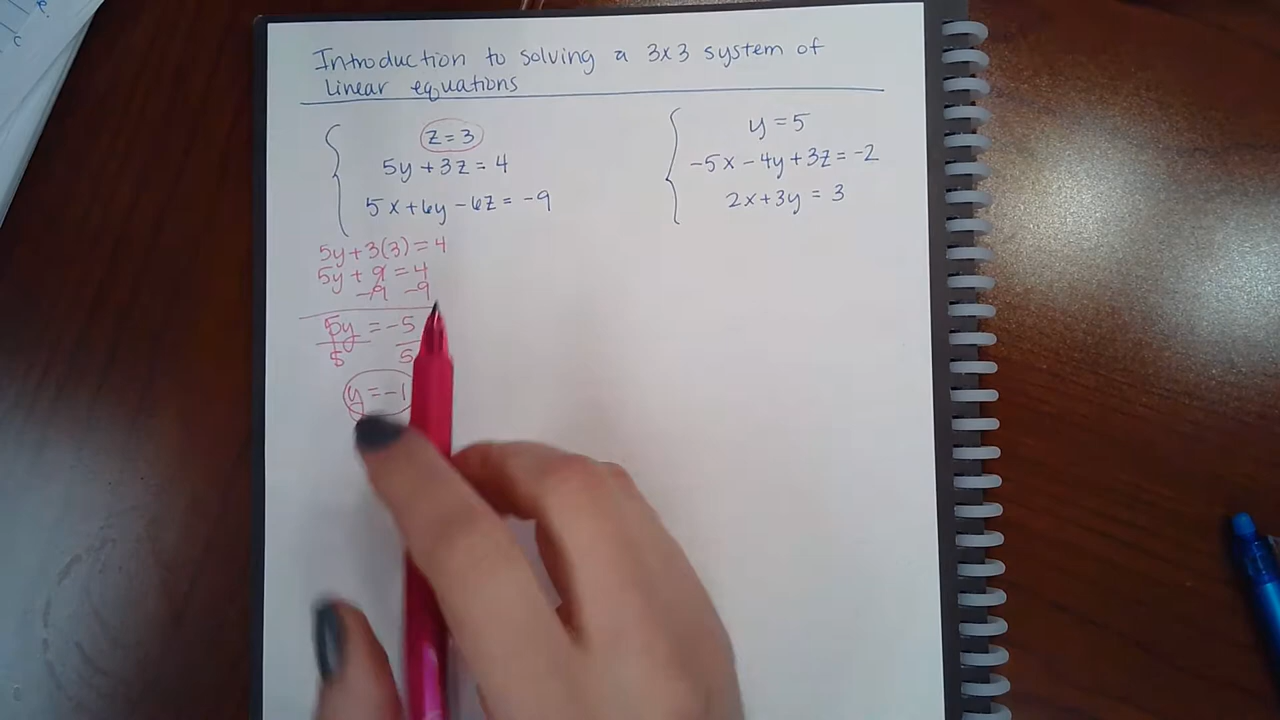 Introduction to solving a 3x3 system of
linear equations
z = 3
5y + 3z = 4
5x + 6y - 6z = -9
5y + 3(3) = 4
5y + 9 = 4
-9 -9
5y = -5
5 5
y = -1
y = 5
-5x - 4y + 3z = -2
2x + 3y = 3